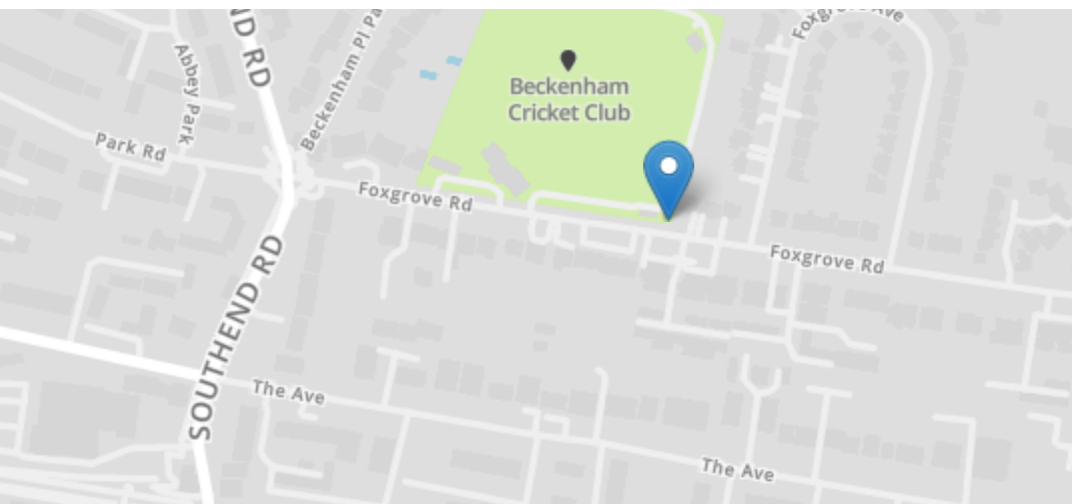 Foxgrove Ave
ND RD
Beckenham Pl Pa
Abbey Park
Beckenham
Cricket Club
Park Rd
Foxgrove Rd
Foxgrove Rd
SOUTHEND RD
The Ave
The Ave